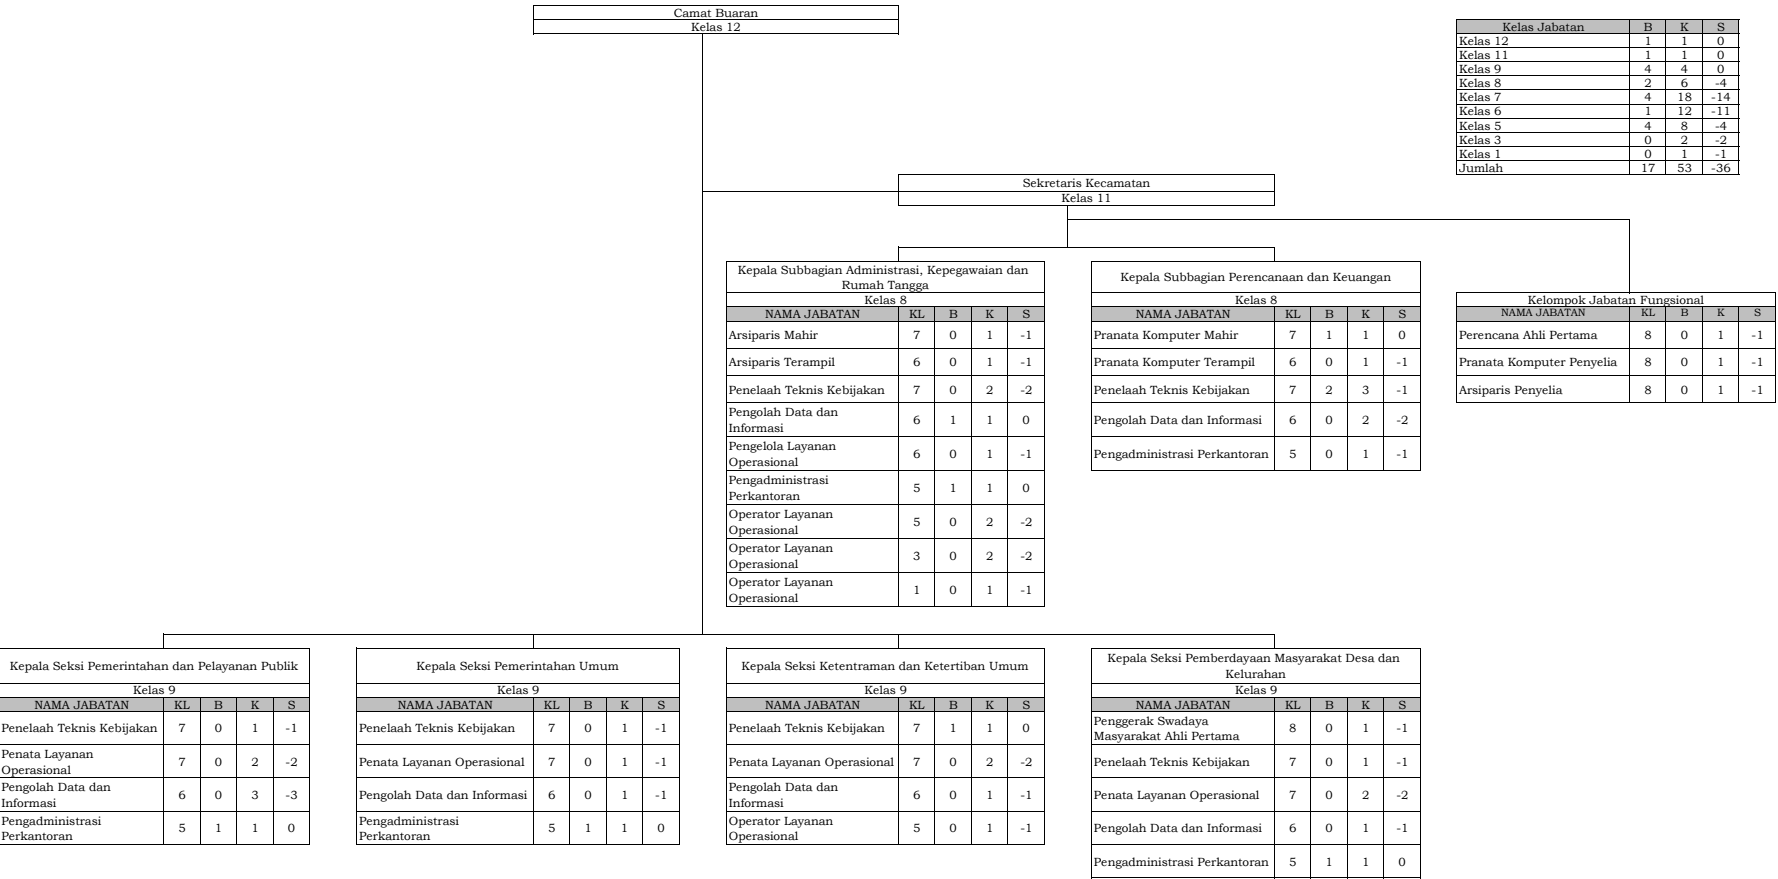 Camat Buaran
Kelas 12
Kelas Jabatan B K S
Kelas 12 1 1 0
Kelas 11 1 1 0
Kelas 9 4 4 0
Kelas 8 2 6 -4
Kelas 7 4 18 -14
Kelas 6 1 12 -11
Kelas 5 4 8 -4
Kelas 3 0 2 -2
Kelas 1 0 1 -1
Jumlah 17 53 -36
Sekretaris Kecamatan
Kelas 11
Kepala Subbagian Administrasi, Kepegawaian dan
Rumah Tangga
Kelas 8
NAMA JABATAN KL B K S
Arsiparis Mahir 7 0 1 -1
Arsiparis Terampil 6 0 1 -1
Penelaah Teknis Kebijakan 7 0 2 -2
Pengolah Data dan
Informasi 6 1 1 0
Pengelola Layanan
Operasional 6 0 1 -1
Pengadministrasi
Perkantoran 5 1 1 0
Operator Layanan
Operasional 5 0 2 -2
Operator Layanan
Operasional 3 0 2 -2
Operator Layanan
Operasional 1 0 1 -1
Kepala Subbagian Perencanaan dan Keuangan
Kelas 8
NAMA JABATAN KL B K S
Pranata Komputer Mahir 7 1 1 0
Pranata Komputer Terampil 6 0 1 -1
Penelaah Teknis Kebijakan 7 2 3 -1
Pengolah Data dan Informasi 6 0 2 -2
Pengadministrasi Perkantoran 5 0 1 -1
Kelompok Jabatan Fungsional
NAMA JABATAN KL B K S
Perencana Ahli Pertama 8 0 1 -1
Pranata Komputer Penyelia 8 0 1 -1
Arsiparis Penyelia 8 0 1 -1
Kepala Seksi Pemerintahan dan Pelayanan Publik
Kelas 9
NAMA JABATAN KL B K S
Penelaah Teknis Kebijakan 7 0 1 -1
Penata Layanan
Operasional 7 0 2 -2
Pengolah Data dan
Informasi 6 0 3 -3
Pengadministrasi
Perkantoran 5 1 1 0
Kepala Seksi Pemerintahan Umum
Kelas 9
NAMA JABATAN KL B K S
Penelaah Teknis Kebijakan 7 0 1 -1
Penata Layanan Operasional 7 0 1 -1
Pengolah Data dan Informasi 6 0 1 -1
Pengadministrasi
Perkantoran 5 1 1 0
Kepala Seksi Ketentraman dan Ketertiban Umum
Kelas 9
NAMA JABATAN KL B K S
Penelaah Teknis Kebijakan 7 1 1 0
Penata Layanan Operasional 7 0 2 -2
Pengolah Data dan
Informasi 6 0 1 -1
Operator Layanan
Operasional 5 0 1 -1
Kepala Seksi Pemberdayaan Masyarakat Desa dan
Kelurahan
Kelas 9
NAMA JABATAN KL B K S
Penggerak Swadaya
Masyarakat Ahli Pertama 8 0 1 -1
Penelaah Teknis Kebijakan 7 0 1 -1
Penata Layanan Operasional 7 0 2 -2
Pengolah Data dan Informasi 6 0 1 -1
Pengadministrasi Perkantoran 5 1 1 0